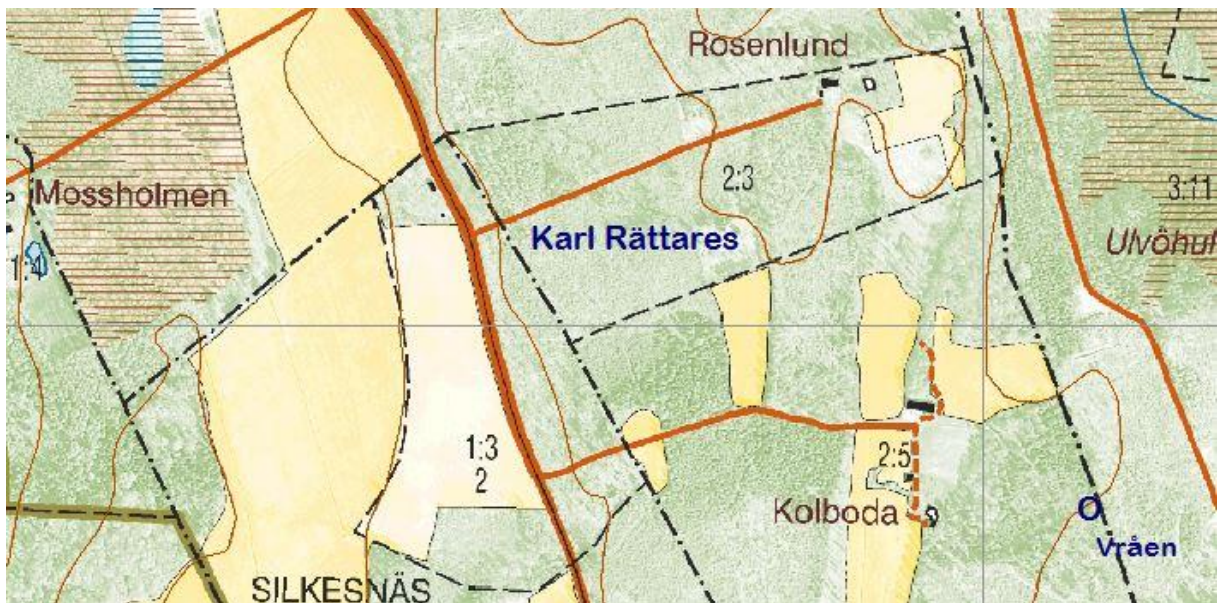 Rosenlund
Mossholmen
2:3
3:11
Karl Rättares
Ulvöhul
1:4
1:3
2
2:5
Kolboda
Vråen
SILKESNÄS